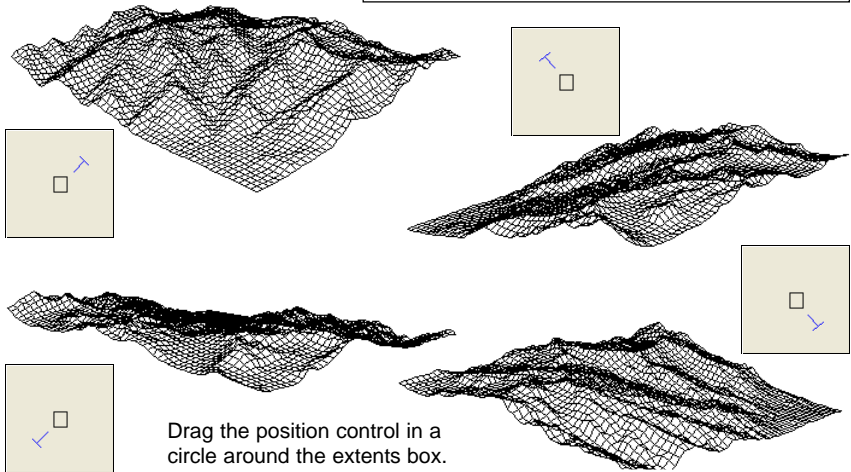 Drag the position control in a
circle around the extents box.